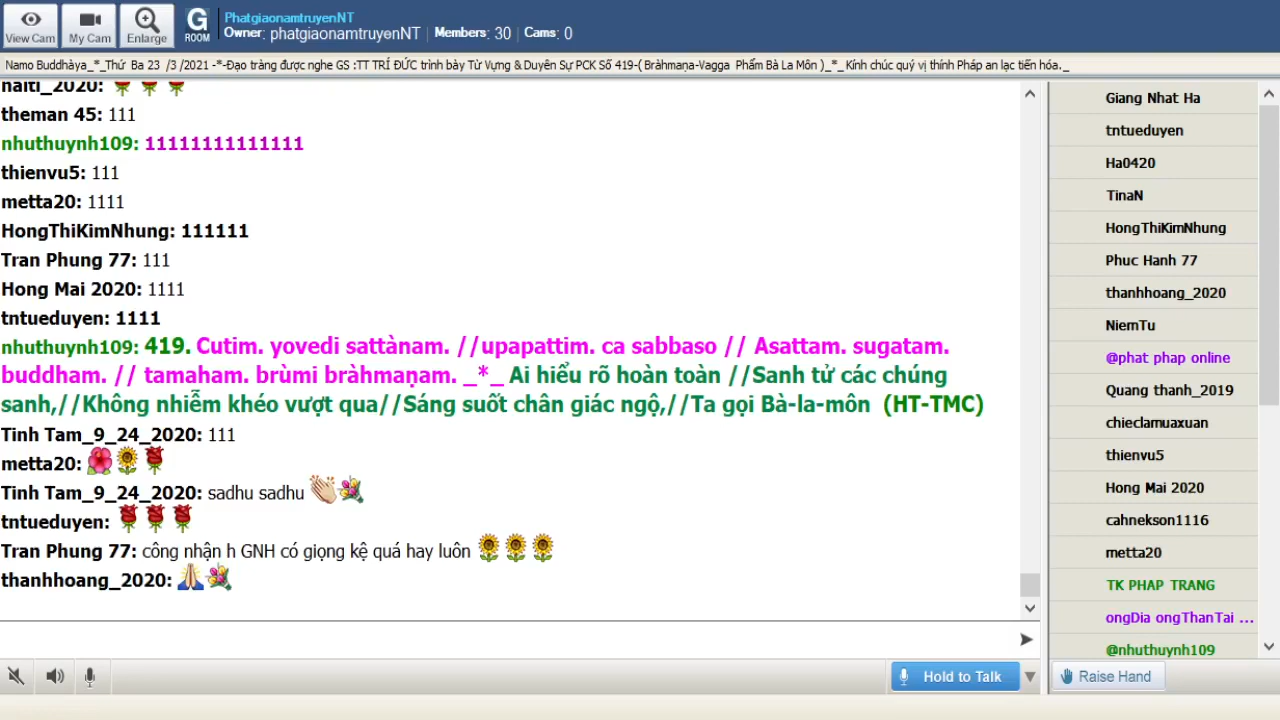 View Cam
My Cam
Enlarge
G
ROOM
PhatgiaonamtruyenNT
Owner: phatgiaonamtruyenNT | Members: 30 | Cams: 0
Namo Buddhàya_*_Thứ Ba 23 /3 /2021 -*-Đạo tràng được nghe GS :TT TRÍ ĐỨC trình bày Từ Vựng & Duyên Sự PCK Số 419-( Bràhmaṇa-Vagga Phẩm Bà La Môn )_*_ Kính chúc quý vị thính Pháp an lạc tiến hóa._
haiti_2020:
theman 45: 111
nhuthuynh109: 11111111111111
thienvu5: 111
metta20: 1111
HongThiKimNhung: 111111
Tran Phung 77: 111
Hong Mai 2020: 1111
tntueduyen: 1111
nhuthuynh109: 419. Cutim. yovedi sattànam. //upapattim. ca sabbaso // Asattam. sugatam.
buddham. // tamaham. brùmi bràhmaṇam. _*_ Ai hiểu rõ hoàn toàn //Sanh tử các chúng
sanh,//Không nhiễm khéo vượt qua//Sáng suốt chân giác ngộ,//Ta gọi Bà-la-môn (HT-TMC)
Tinh Tam_9_24_2020: 111
metta20:
Tinh Tam_9_24_2020: sadhu sadhu
tntueduyen:
Tran Phung 77: công nhận h GNH có giọng kệ quá hay luôn
thanhhoang_2020:
Giang Nhat Ha
tntueduyen
Ha0420
TinaN
HongThiKimNhung
Phuc Hanh 77
thanhhoang_2020
NiemTu
@phat phap online
Quang thanh_2019
chieclamuaxuan
thienvu5
Hong Mai 2020
cahnekson1116
metta20
TK PHAP TRANG
ongDia ongThanTai ...
@nhuthuynh109
Hold to Talk
Raise Hand